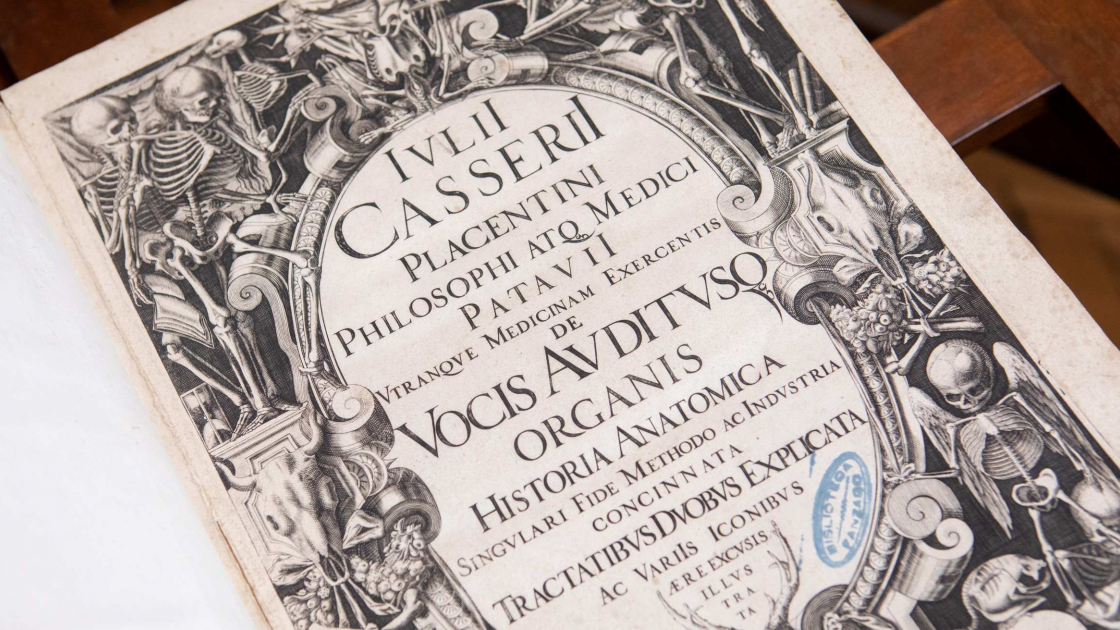 IVLII
CASSERII
PLACENTINI
PHILOSOPHI ATQ. MEDICI
PATAVII
VTRANQVE MEDICINAM EXERCENTIS
DE
VOCIS AVDITVSQ
ORGANIS
HISTORIA ANATOMICA
SINGVLARI FIDE METHODO AC INDVSTRIA
CONCINNATA
TRACTATIBVS DVOBVS EXPLICATA
AC VARIIS ICONIBVS
ÆRE EXCVSIS
ILLVS
TRA
TA
BIBLIOTECA